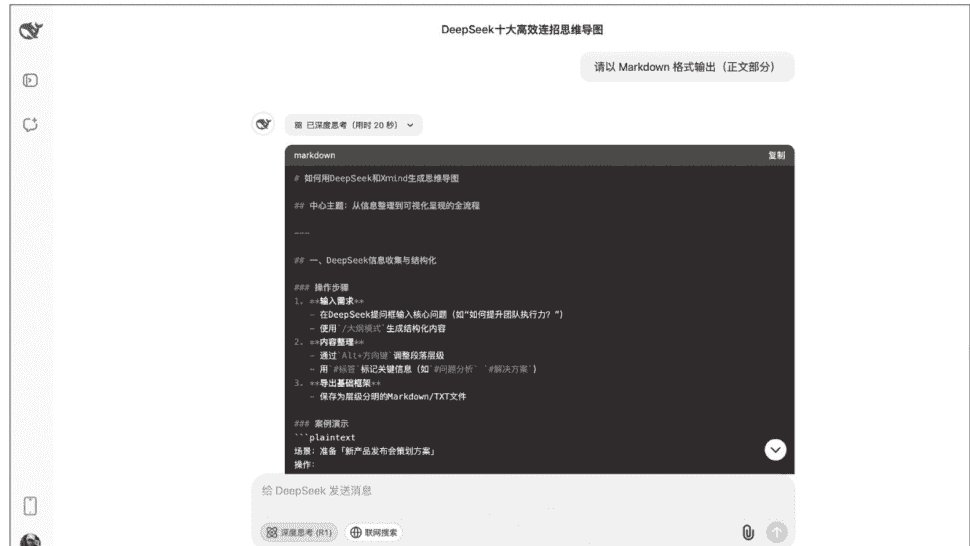 DeepSeek十大高效连招思维导图
请以 Markdown 格式输出（正文部分）
已深度思考（用时 20 秒）
markdown 复制
# 如何用DeepSeek和Xmind生成思维导图
## 中心主题：从信息整理到可视化呈现的全流程
---
## 一、DeepSeek信息收集与结构化
### 操作步骤
1. **输入需求**
- 在DeepSeek提问框输入核心问题（如“如何提升团队执行力？”）
- 使用`/大纲模式`生成结构化内容
2. **内容整理**
- 通过`Alt+方向键`调整段落层级
- 用`#标签`标记关键信息（如`#问题分析` `#解决方案`）
3. **导出基础框架**
- 保存为层级分明的Markdown/TXT文件
### 案例演示
```plaintext
场景：准备「新产品发布会策划方案」
操作：
给 DeepSeek 发送消息
深度思考 (R1) 联网搜索